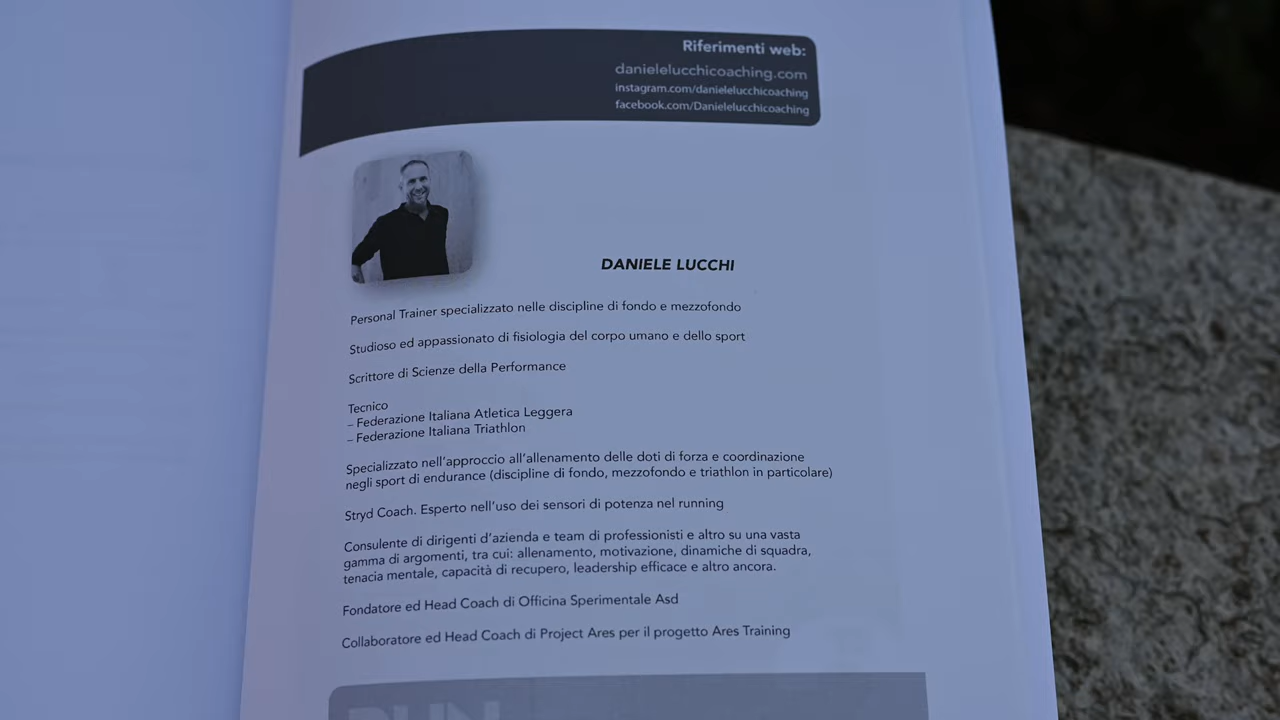 Riferimenti web:
danielelucchicoaching.com
instagram.com/danielelucchicoaching
facebook.com/Danielelucchicoaching
DANIELE LUCCHI
Personal Trainer specializzato nelle discipline di fondo e mezzofondo
Studioso ed appassionato di fisiologia del corpo umano e dello sport
Scrittore di Scienze della Performance
Tecnico
– Federazione Italiana Atletica Leggera
– Federazione Italiana Triathlon
Specializzato nell'approccio all'allenamento delle doti di forza e coordinazione
negli sport di endurance (discipline di fondo, mezzofondo e triathlon in particolare)
Stryd Coach. Esperto nell'uso dei sensori di potenza nel running
Consulente di dirigenti d'azienda e team di professionisti e altro su una vasta
gamma di argomenti, tra cui: allenamento, motivazione, dinamiche di squadra,
tenacia mentale, capacità di recupero, leadership efficace e altro ancora.
Fondatore ed Head Coach di Officina Sperimentale Asd
Collaboratore ed Head Coach di Project Ares per il progetto Ares Training